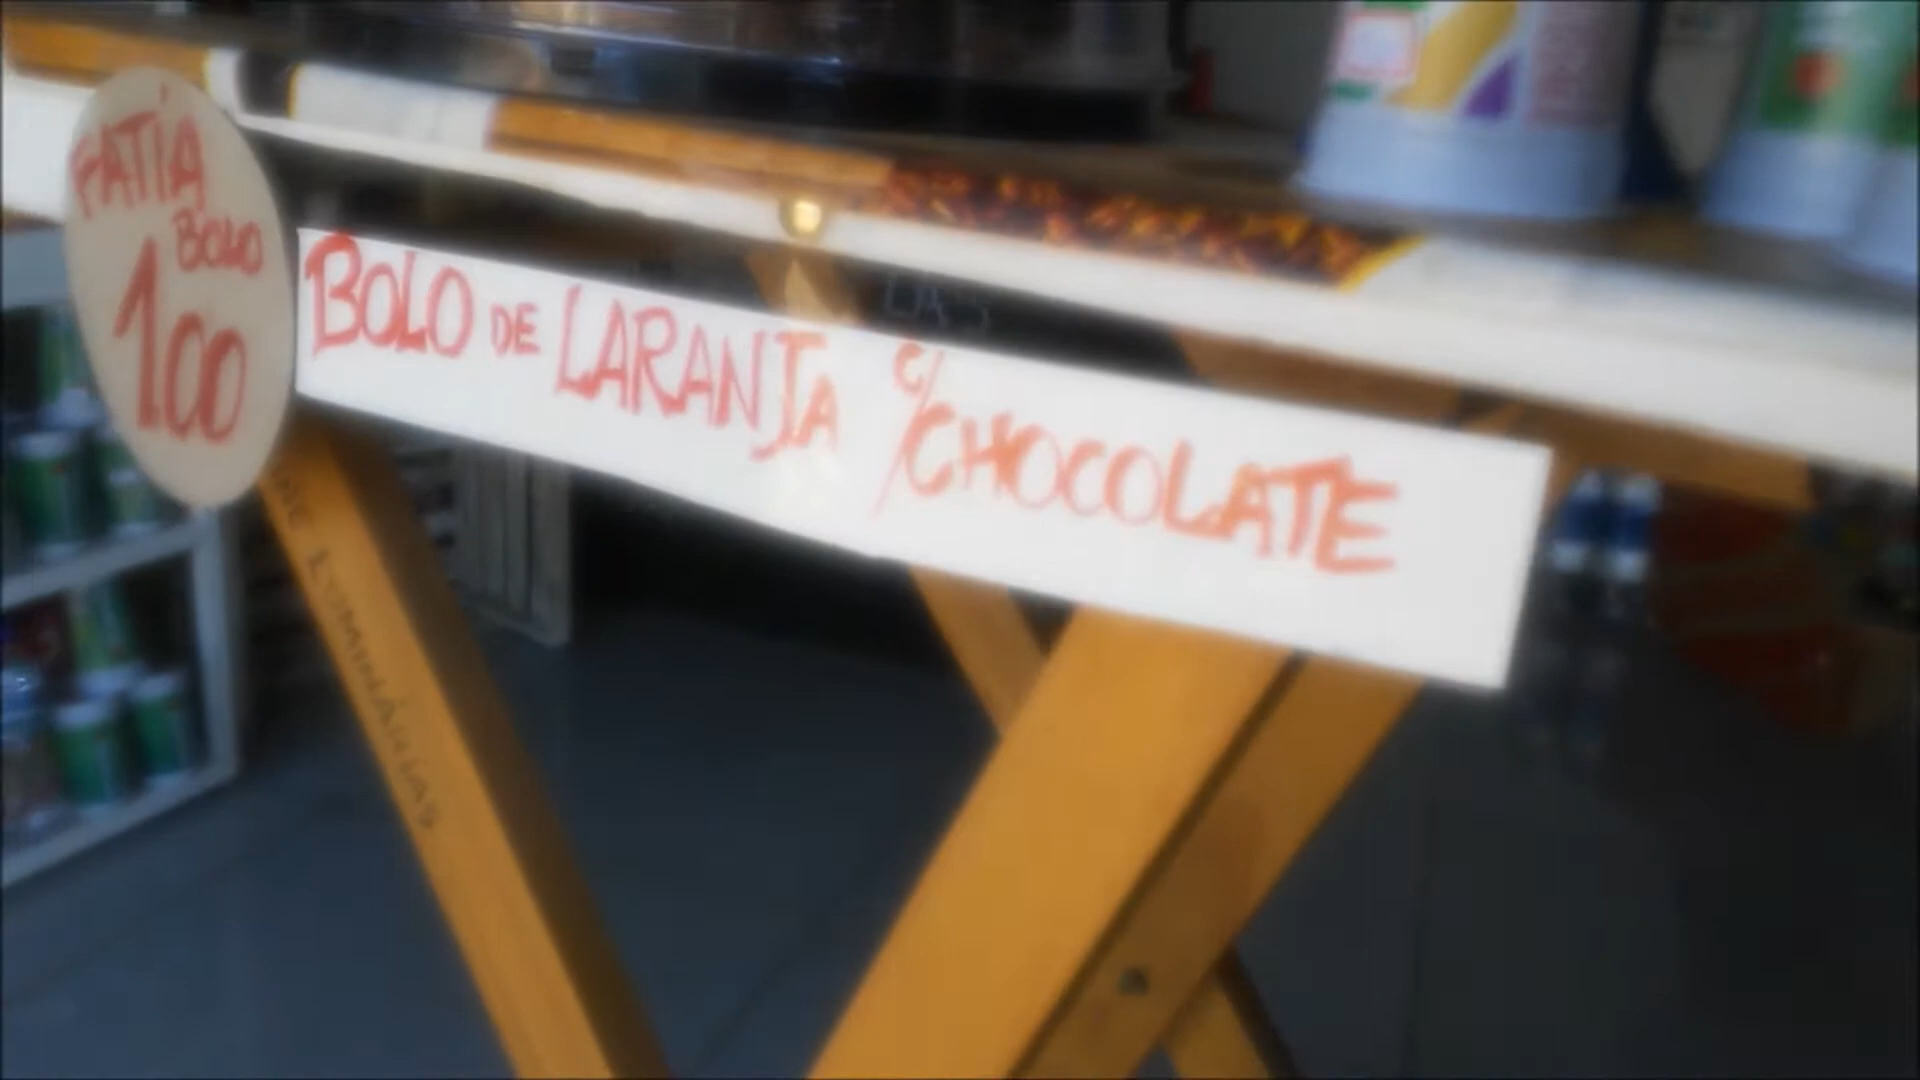 FATIA
BOLO
1,00
BOLO DE LARANJA C/CHOCOLATE